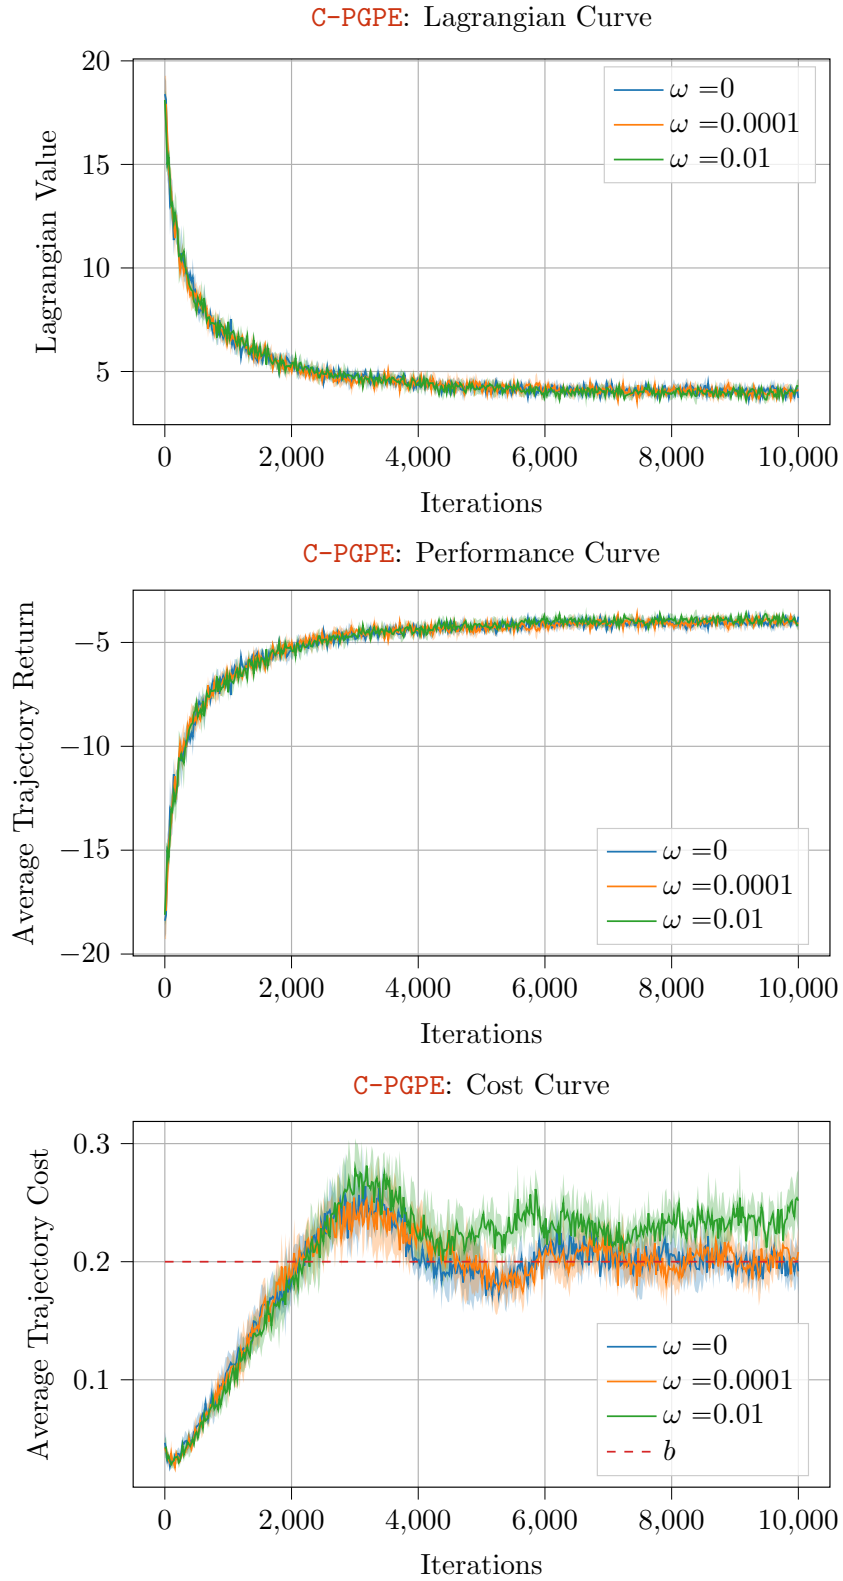 C-PGPE: Lagrangian Curve
Lagrangian Value
20
15
10
5
ω =0
ω =0.0001
ω =0.01
0 2,000 4,000 6,000 8,000 10,000
Iterations
C-PGPE: Performance Curve
Average Trajectory Return
−5
−10
−15
−20
ω =0
ω =0.0001
ω =0.01
0 2,000 4,000 6,000 8,000 10,000
Iterations
C-PGPE: Cost Curve
Average Trajectory Cost
0.3
0.2
0.1
ω =0
ω =0.0001
ω =0.01
b
0 2,000 4,000 6,000 8,000 10,000
Iterations